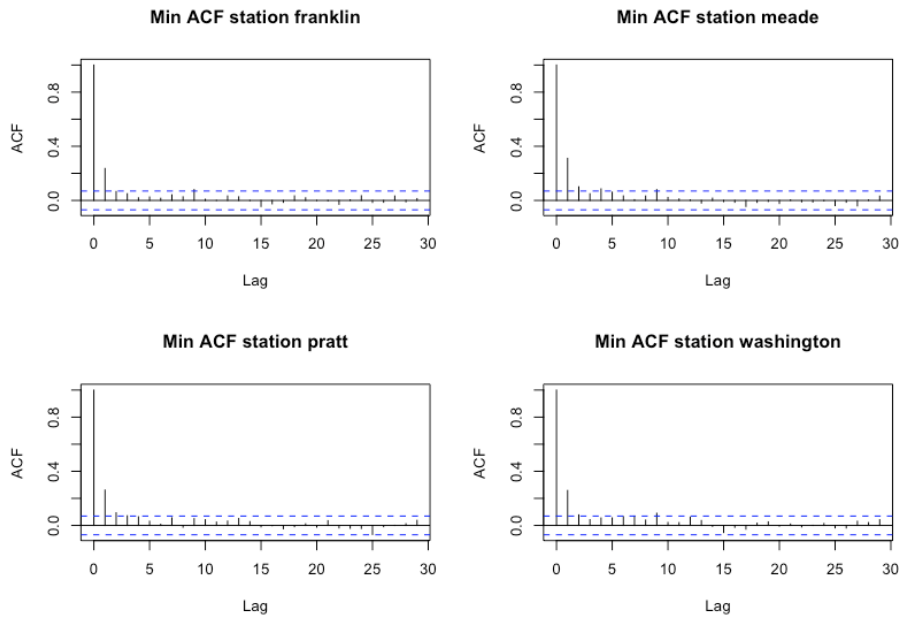 Min ACF station franklin
ACF
0.0 0.4 0.8
0 5 10 15 20 25 30
Lag
Min ACF station meade
ACF
0.0 0.4 0.8
0 5 10 15 20 25 30
Lag
Min ACF station pratt
ACF
0.0 0.4 0.8
0 5 10 15 20 25 30
Lag
Min ACF station washington
ACF
0.0 0.4 0.8
0 5 10 15 20 25 30
Lag